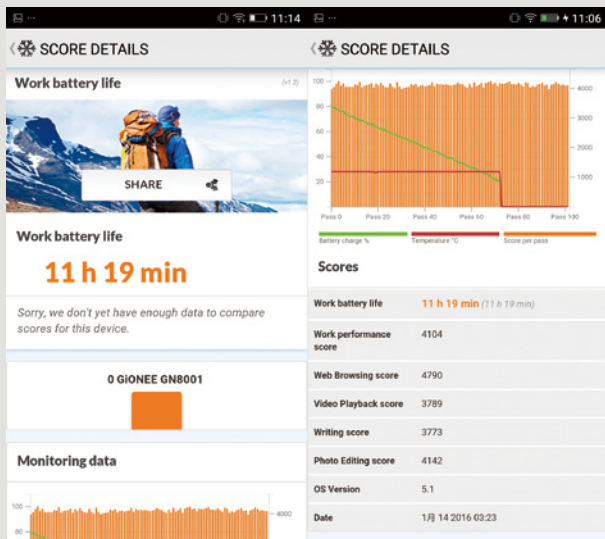 11:14
SCORE DETAILS
Work battery life (v1.2)
SHARE
Work battery life
11 h 19 min
Sorry, we don't yet have enough data to compare
scores for this device.
0 GiONEE GN8001
Monitoring data
100
80
4000
11:06
SCORE DETAILS
100
80
60
40
20
4000
3000
2000
1000
Pass 0 Pass 20 Pass 40 Pass 60 Pass 80 Pass 100
Battery charge % Temperature °C Score per pass
Scores
Work battery life 11 h 19 min (11 h 19 min)
Work performance
score 4104
Web Browsing score 4790
Video Playback score 3789
Writing score 3773
Photo Editing score 4142
OS Version 5.1
Date 1月 14 2016 03:23